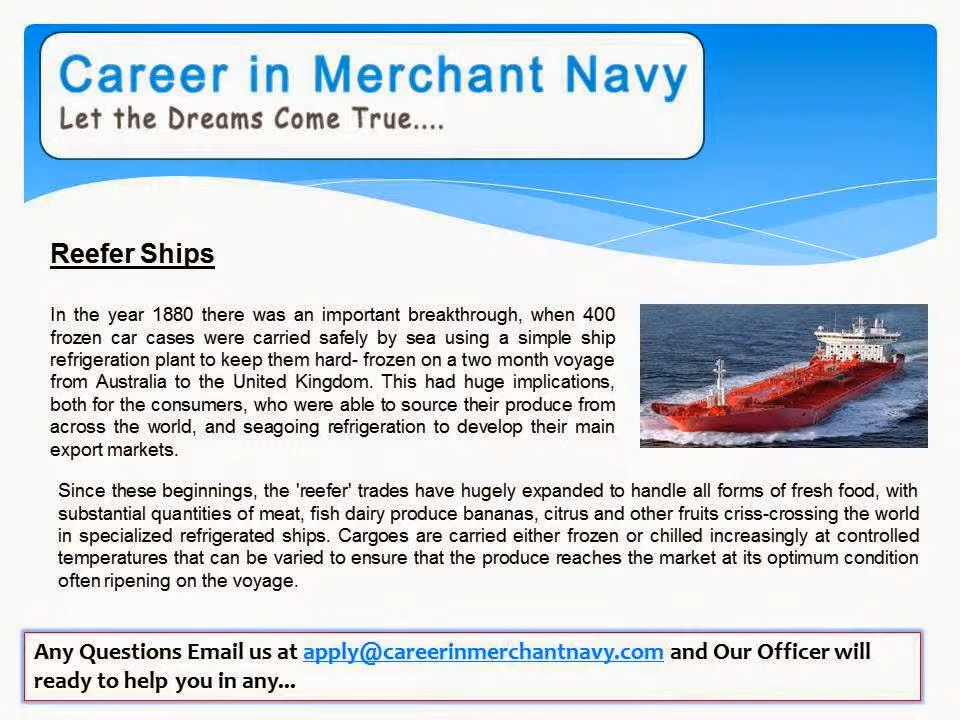 Career in Merchant Navy
Let the Dreams Come True....
Reefer Ships
In the year 1880 there was an important breakthrough, when 400
frozen car cases were carried safely by sea using a simple ship
refrigeration plant to keep them hard- frozen on a two month voyage
from Australia to the United Kingdom. This had huge implications,
both for the consumers, who were able to source their produce from
across the world, and seagoing refrigeration to develop their main
export markets.
Since these beginnings, the 'reefer' trades have hugely expanded to handle all forms of fresh food, with
substantial quantities of meat, fish dairy produce bananas, citrus and other fruits criss-crossing the world
in specialized refrigerated ships. Cargoes are carried either frozen or chilled increasingly at controlled
temperatures that can be varied to ensure that the produce reaches the market at its optimum condition
often ripening on the voyage.
Any Questions Email us at apply@careerinmerchantnavy.com and Our Officer will
ready to help you in any...